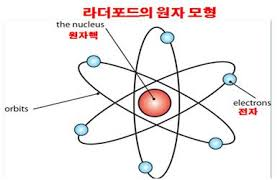 라더포드의 원자 모형
the nucleus
원자핵
orbits
electrons
전자